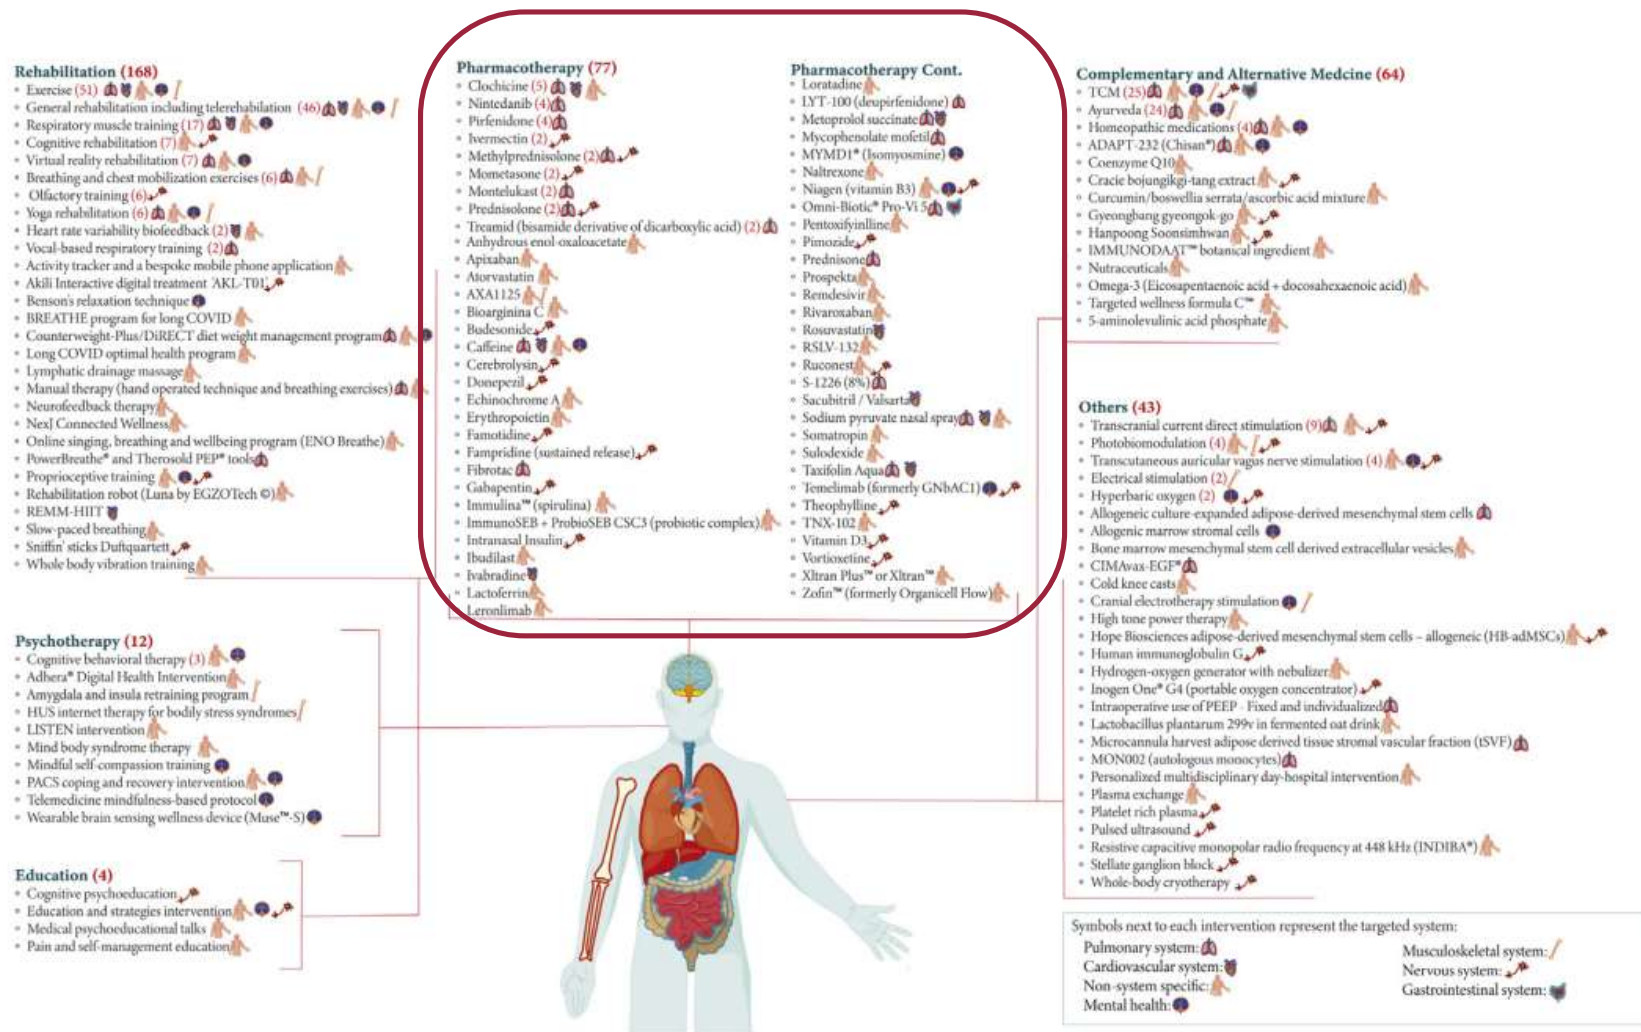 Rehabilitation (168)
• Exercise (51)
• General rehabilitation including telerehabilation (46)
• Respiratory muscle training (17)
• Cognitive rehabilitation (7)
• Virtual reality rehabilitation (7)
• Breathing and chest mobilization exercises (6)
• Olfactory training (6)
• Yoga rehabilitation (6)
• Heart rate variability biofeedback (2)
• Vocal-based respiratory training (2)
• Activity tracker and a bespoke mobile phone application
• Akili Interactive digital treatment 'AKL-T01'
• Benson's relaxation technique
• BREATHE program for long COVID
• Counterweight-Plus/DiRECT diet weight management program
• Long COVID optimal health program
• Lymphatic drainage massage
• Manual therapy (hand operated technique and breathing exercises)
• Neurofeedback therapy
• NexJ Connected Wellness
• Online singing, breathing and wellbeing program (ENO Breathe)
• PowerBreathe® and Therosold PEP® tools
• Proprioceptive training
• Rehabilitation robot (Luna by EGZOTech ©)
• REMM-HIIT
• Slow-paced breathing
• Sniffin' sticks Duftquartett
• Whole body vibration training
Psychotherapy (12)
• Cognitive behavioral therapy (3)
• Adhera® Digital Health Intervention
• Amygdala and insula retraining program
• HUS internet therapy for bodily stress syndromes
• LISTEN intervention
• Mind body syndrome therapy
• Mindful self-compassion training
• PACS coping and recovery intervention
• Telemedicine mindfulness-based protocol
• Wearable brain sensing wellness device (Muse™-S)
Education (4)
• Cognitive psychoeducation
• Education and strategies intervention
• Medical psychoeducational talks
• Pain and self-management education
Pharmacotherapy (77)
• Clochicine (5)
• Nintedanib (4)
• Pirfenidone (4)
• Ivermectin (2)
• Methylprednisolone (2)
• Mometasone (2)
• Montelukast (2)
• Prednisolone (2)
• Treamid (bisamide derivative of dicarboxylic acid) (2)
• Anhydrous enol-oxaloacetate
• Apixaban
• Atorvastatin
• AXA1125
• Bioarginina C
• Budesonide
• Caffeine
• Cerebrolysin
• Donepezil
• Echinochrome A
• Erythropoietin
• Famotidine
• Fampridine (sustained release)
• Fibrotac
• Gabapentin
• Immulina™ (spirulina)
• ImmunoSEB + ProbioSEB CSC3 (probiotic complex)
• Intranasal Insulin
• Ibudilast
• Ivabradine
• Lactoferrin
• Leronlimab
Pharmacotherapy Cont.
• Loratadine
• LYT-100 (deupirfenidone)
• Metoprolol succinate
• Mycophenolate mofetil
• MYMD1® (Isomyosmine)
• Naltrexone
• Niagen (vitamin B3)
• Omni-Biotic® Pro-Vi 5
• Pentoxifyinlline
• Pimozide
• Prednisone
• Prospekta
• Remdesivir
• Rivaroxaban
• Rosuvastatin
• RSLV-132
• Ruconest
• S-1226 (8%)
• Sacubitril / Valsarta
• Sodium pyruvate nasal spray
• Somatropin
• Sulodexide
• Taxifolin Aqua
• Temelimab (formerly GNbAC1)
• Theophylline
• TNX-102
• Vitamin D3
• Vortioxetine
• Xltran Plus™ or Xltran™
• Zofin™ (formerly Organicell Flow)
Complementary and Alternative Medcine (64)
• TCM (25)
• Ayurveda (24)
• Homeopathic medications (4)
• ADAPT-232 (Chisan®)
• Coenzyme Q10
• Cracie bojungikgi-tang extract
• Curcumin/boswellia serrata/ascorbic acid mixture
• Gyeongbang gyeongok-go
• Hanpoong Soonsimhwan
• IMMUNODAAT™ botanical ingredient
• Nutraceuticals
• Omega-3 (Eicosapentaenoic acid + docosahexaenoic acid)
• Targeted wellness formula C™
• 5-aminolevulinic acid phosphate
Others (43)
• Transcranial current direct stimulation (9)
• Photobiomodulation (4)
• Transcutaneous auricular vagus nerve stimulation (4)
• Electrical stimulation (2)
• Hyperbaric oxygen (2)
• Allogeneic culture-expanded adipose-derived mesenchymal stem cells
• Allogenic marrow stromal cells
• Bone marrow mesenchymal stem cell derived extracellular vesicles
• CIMAvax-EGF®
• Cold knee casts
• Cranial electrotherapy stimulation
• High tone power therapy
• Hope Biosciences adipose-derived mesenchymal stem cells – allogeneic (HB-adMSCs)
• Human immunoglobulin G
• Hydrogen-oxygen generator with nebulizer
• Inogen One® G4 (portable oxygen concentrator)
• Intraoperative use of PEEP - Fixed and individualized
• Lactobacillus plantarum 299v in fermented oat drink
• Microcannula harvest adipose derived tissue stromal vascular fraction (tSVF)
• MON002 (autologous monocytes)
• Personalized multidisciplinary day-hospital intervention
• Plasma exchange
• Platelet rich plasma
• Pulsed ultrasound
• Resistive capacitive monopolar radio frequency at 448 kHz (INDIBA®)
• Stellate ganglion block
• Whole-body cryotherapy
Symbols next to each intervention represent the targeted system:
Pulmonary system:
Cardiovascular system:
Non-system specific:
Mental health:
Musculoskeletal system:
Nervous system:
Gastrointestinal system: